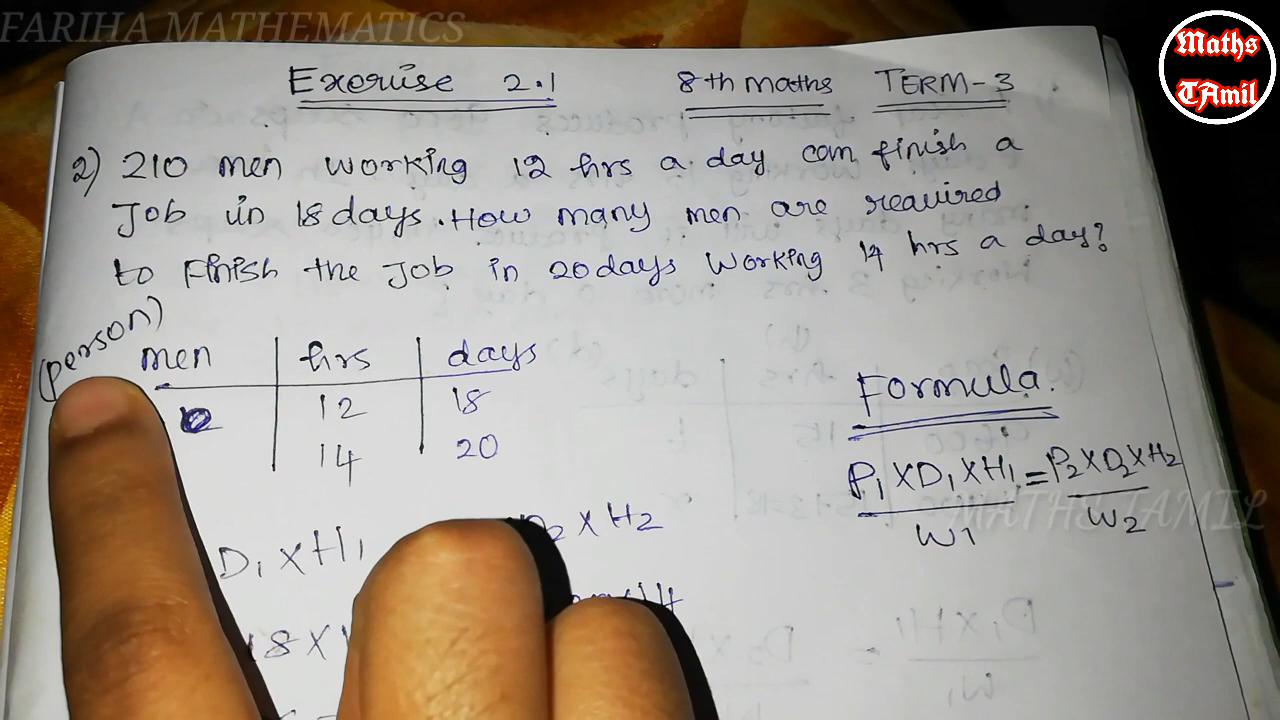 FARIHA MATHEMATICS
Maths
TAmil
Exercise 2.1 8th maths TERM-3
2) 210 men working 12 hrs a day can finish a
Job in 18 days. How many men are required
to Finish the Job in 20 days working 14 hrs a day?
(person)
men hrs days
12 18
14 20
Formula.
P1 X D1 X H1 = P2 X D2 X H2
W1 W2
MATHS TAMIL
D1 X H1 D2 X H2
18 X